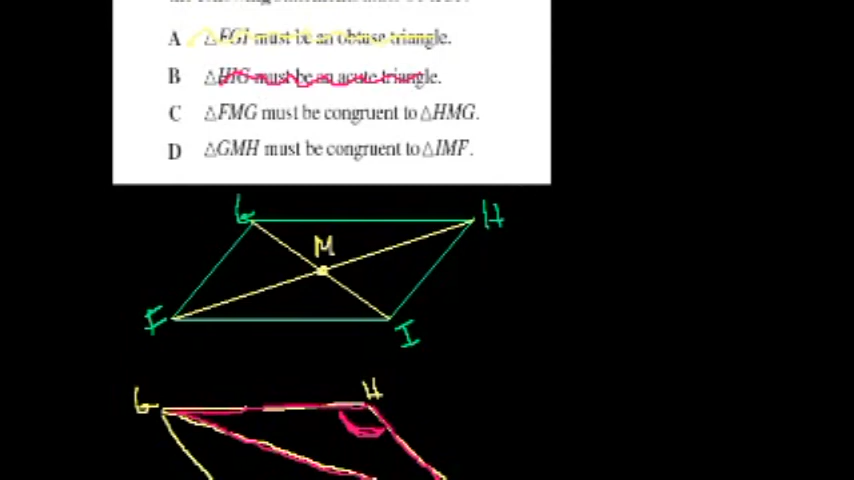 A △FGI must be an obtuse triangle.
B △HIG must be an acute triangle.
C △FMG must be congruent to △HMG.
D △GMH must be congruent to △IMF.
G H
M
F I
G H